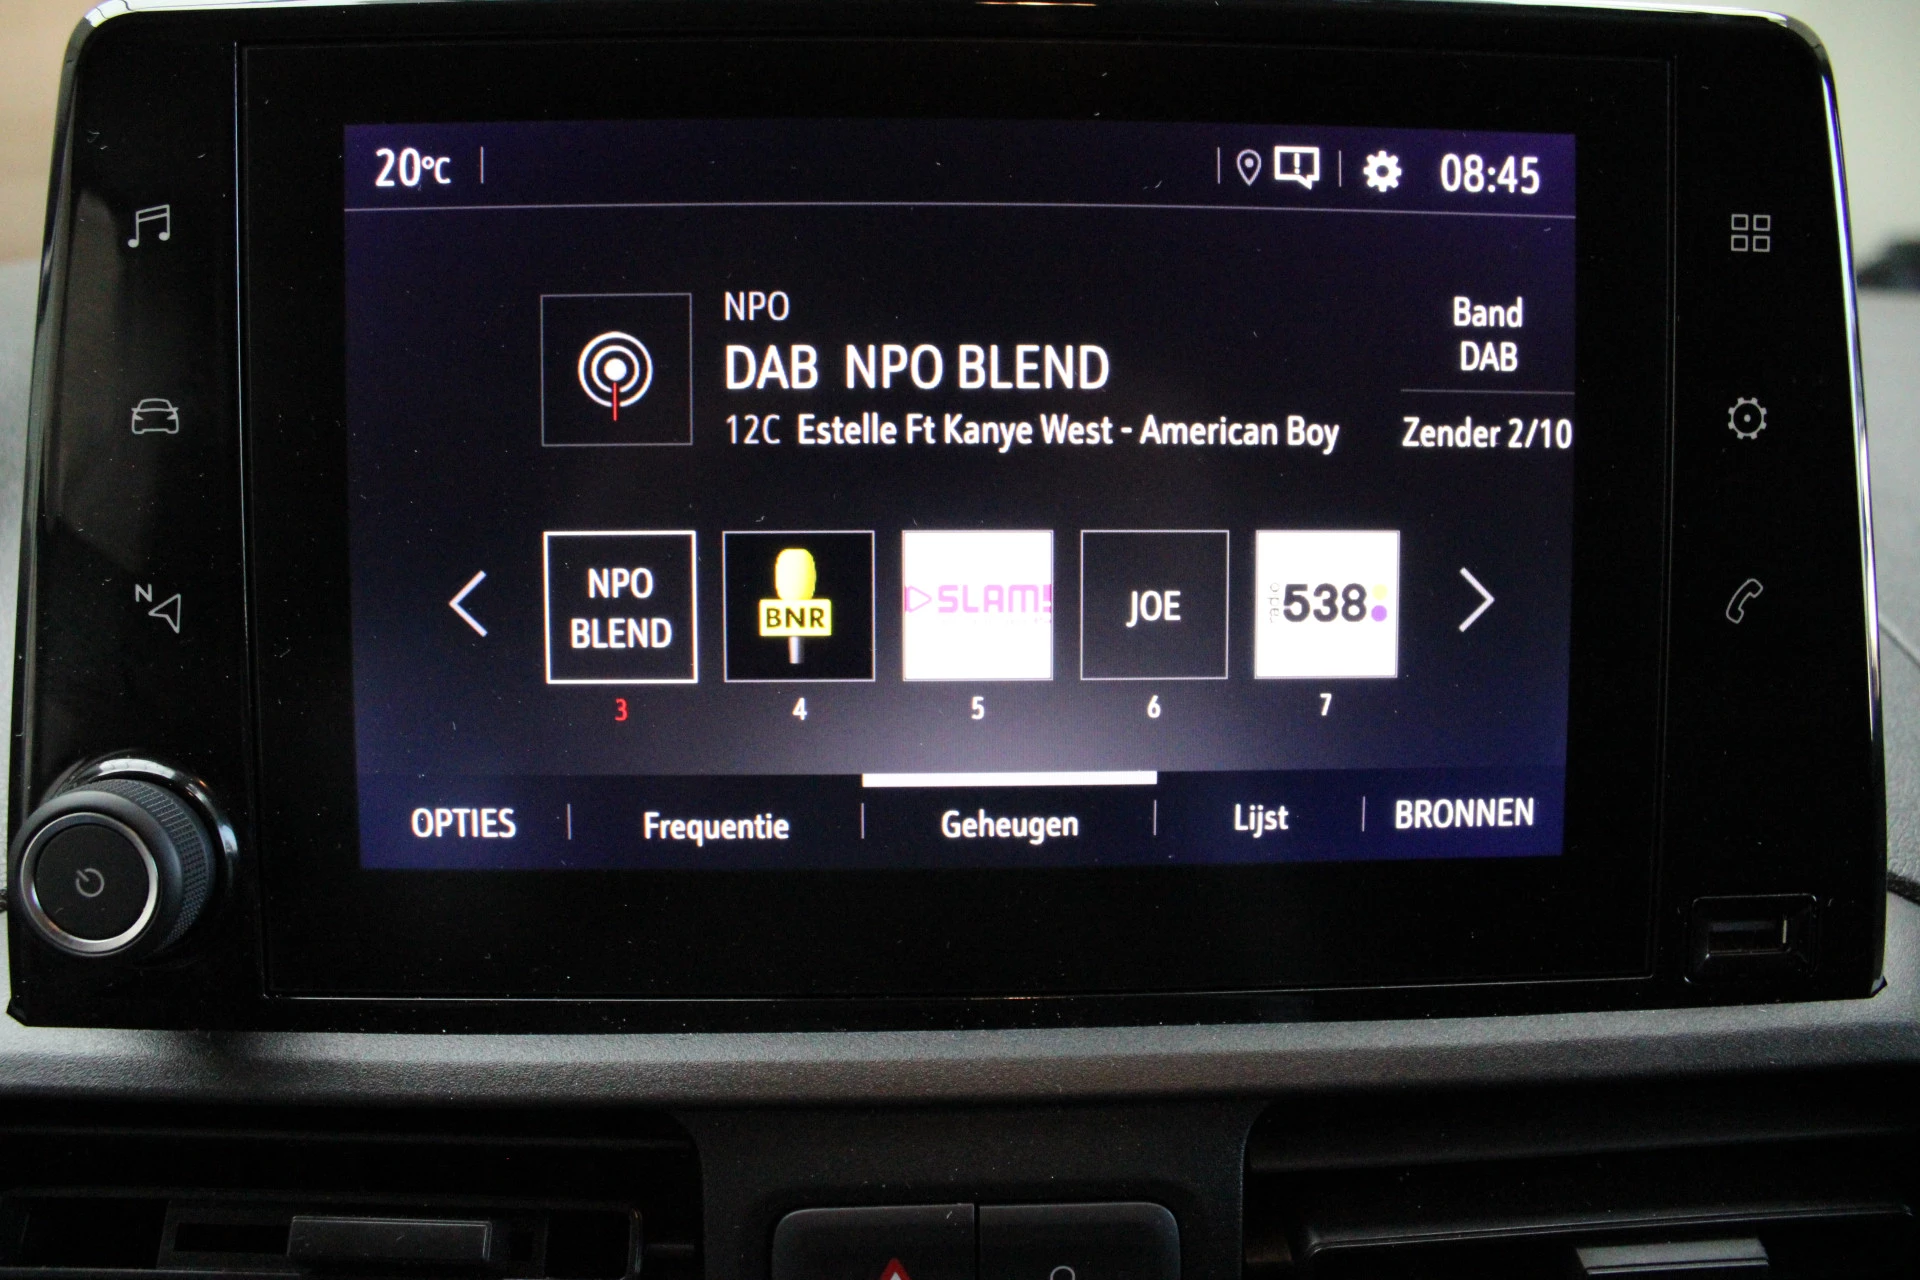 20°C
08:45
NPO
DAB NPO BLEND
12C Estelle Ft Kanye West - American Boy
Band
DAB
Zender 2/10
N
NPO
BLEND
BNR
SLAM!
JOE
538
3
4
5
6
7
OPTIES
Frequentie
Geheugen
Lijst
BRONNEN